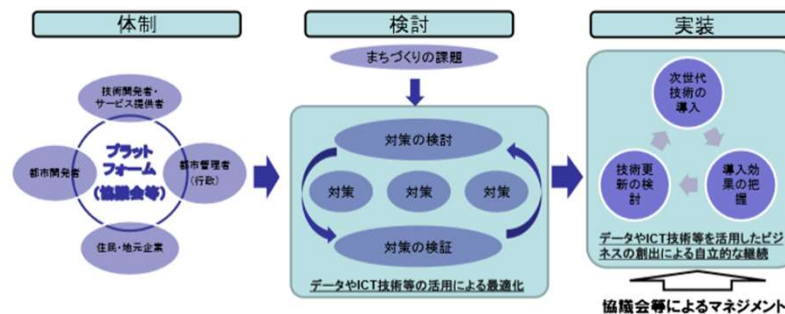 体制
検討
実装
技術開発者・
サービス提供者
都市開発者
プラット
フォーム
(協議会等)
都市管理者
(行政)
住民・地元企業
まちづくりの課題
対策の検討
対策
対策
対策
対策の検証
データやICT技術等の活用による最適化
次世代
技術の
導入
技術更
新の検
討
導入効
果の把
握
データやICT技術等を活用したビジ
ネスの創出による自立的な継続
協議会等によるマネジメント